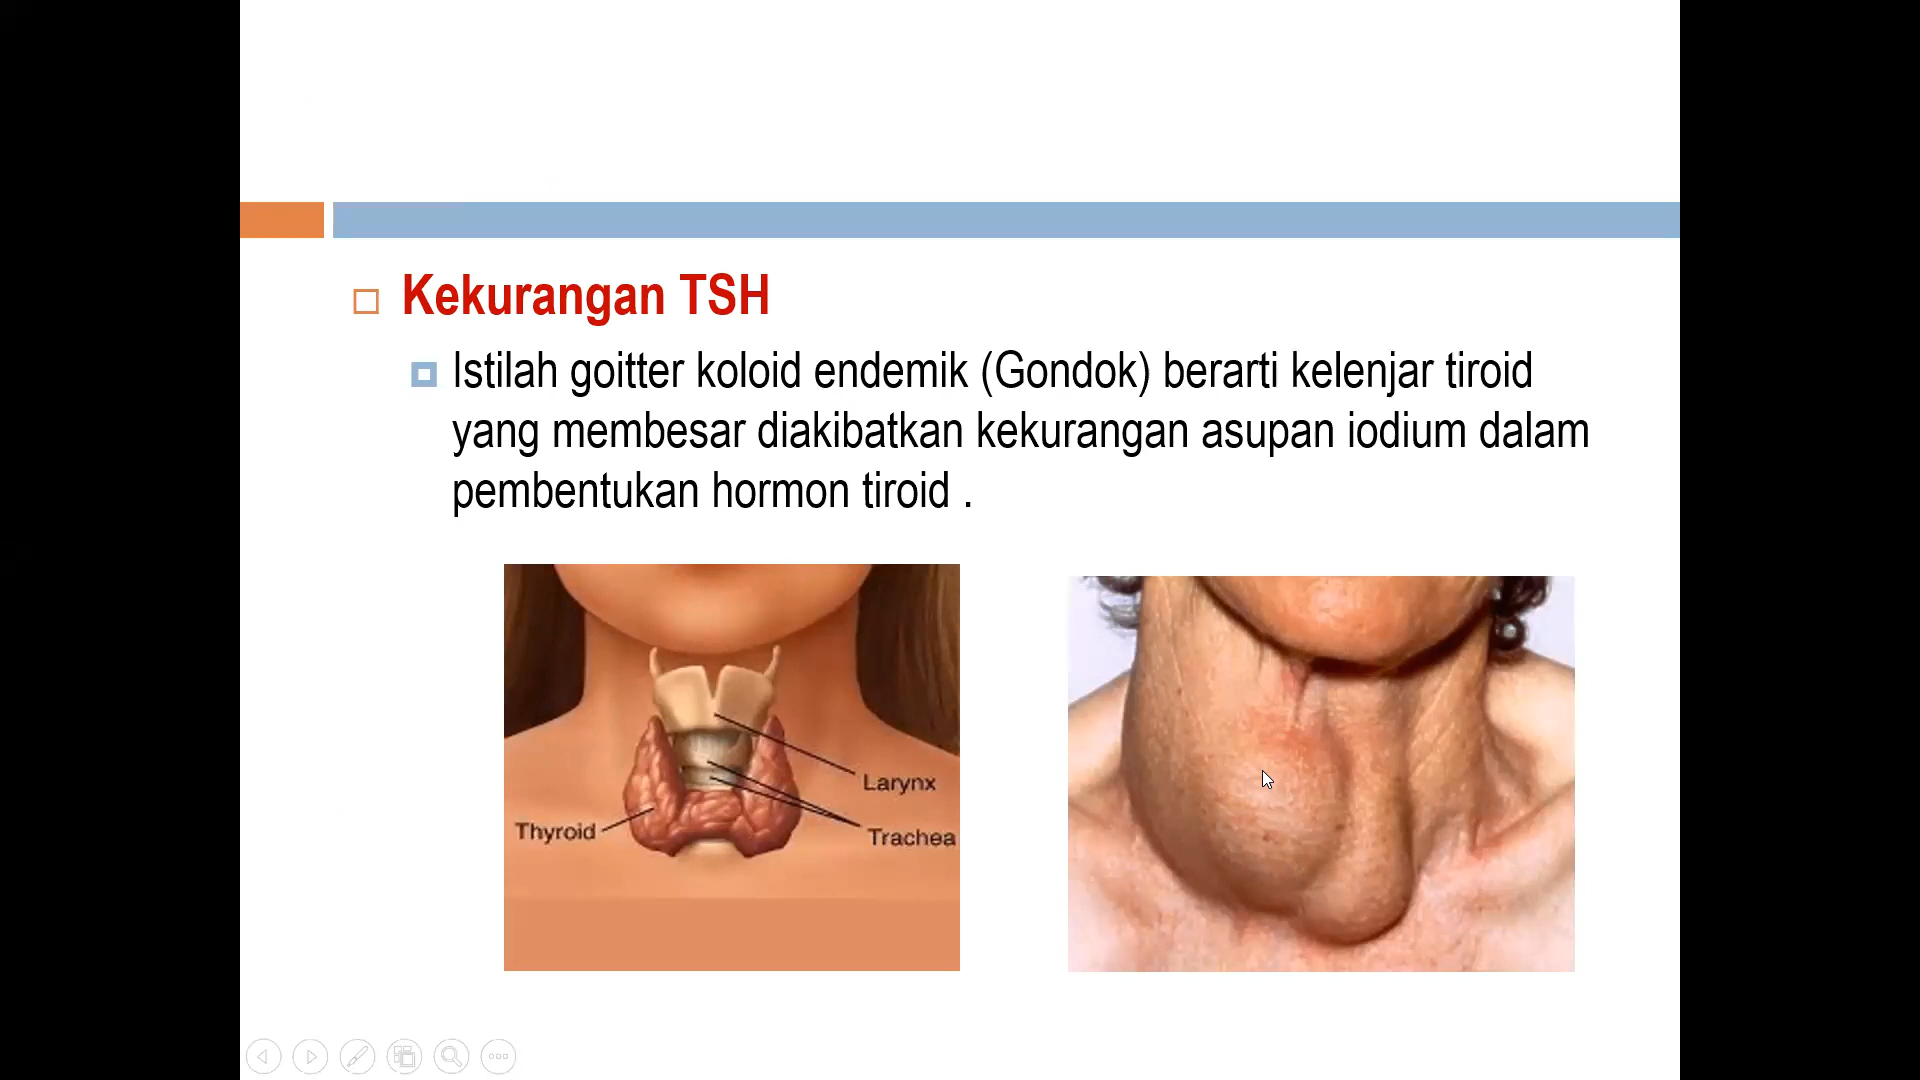 Kekurangan TSH
Istilah goitter koloid endemik (Gondok) berarti kelenjar tiroid
yang membesar diakibatkan kekurangan asupan iodium dalam
pembentukan hormon tiroid .
Larynx
Thyroid
Trachea